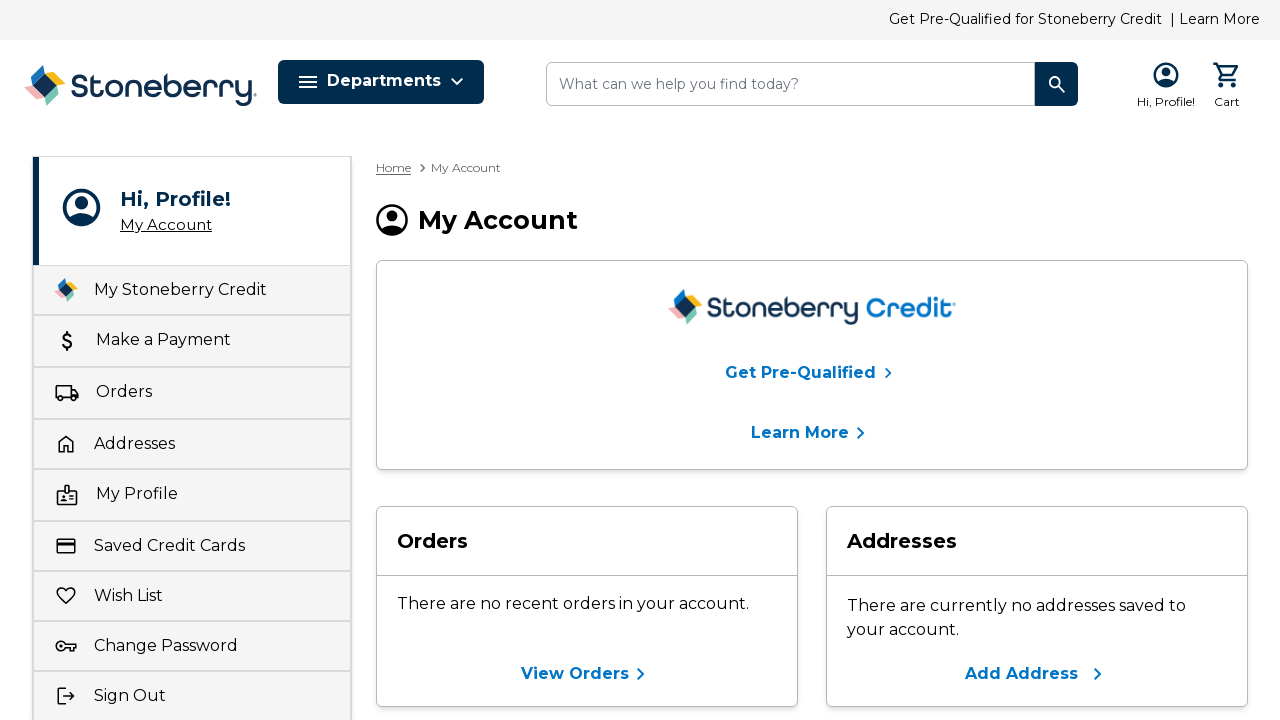 Get Pre-Qualified for Stoneberry Credit | Learn More
Stoneberry
Departments
What can we help you find today?
Hi, Profile!
Cart
Hi, Profile!
My Account
My Stoneberry Credit
Make a Payment
Orders
Addresses
My Profile
Saved Credit Cards
Wish List
Change Password
Sign Out
Home > My Account
My Account
Stoneberry Credit
Get Pre-Qualified
Learn More
Orders
There are no recent orders in your account.
View Orders
Addresses
There are currently no addresses saved to
your account.
Add Address